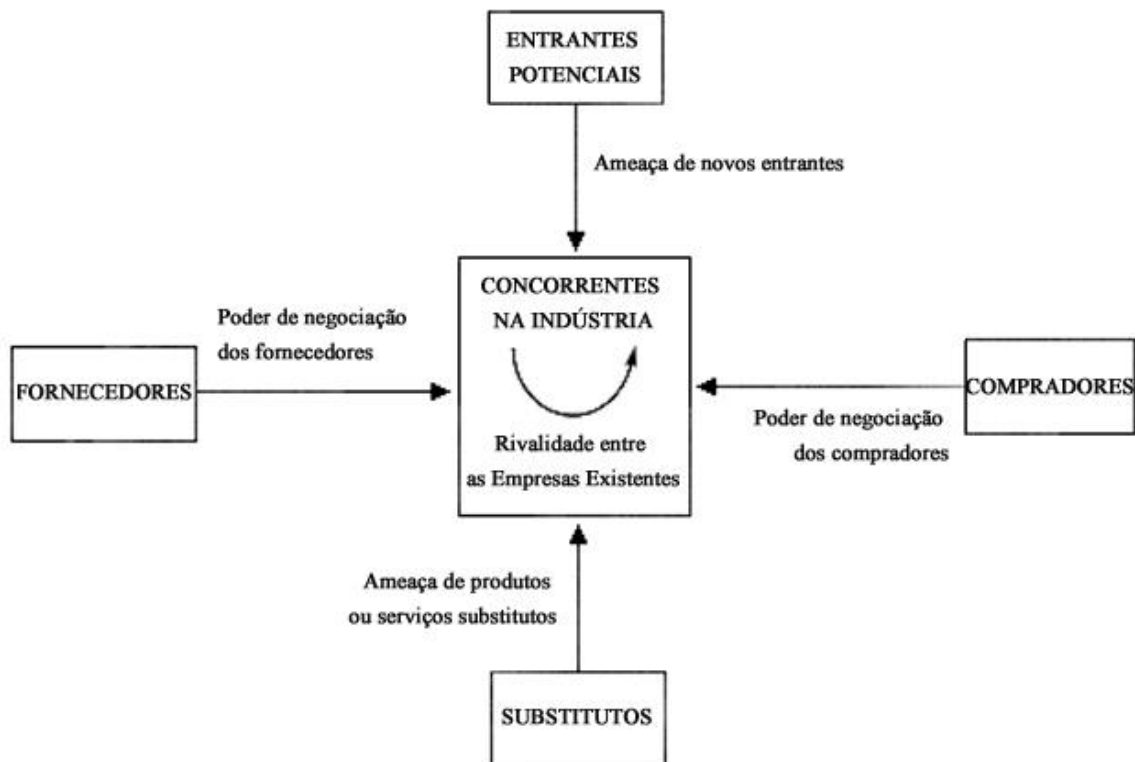 ENTRANTES
POTENCIAIS
Ameaça de novos entrantes
CONCORRENTES
NA INDÚSTRIA
Poder de negociação
dos fornecedores
FORNECEDORES
COMPRADORES
Poder de negociação
dos compradores
Rivalidade entre
as Empresas Existentes
Ameaça de produtos
ou serviços substitutos
SUBSTITUTOS